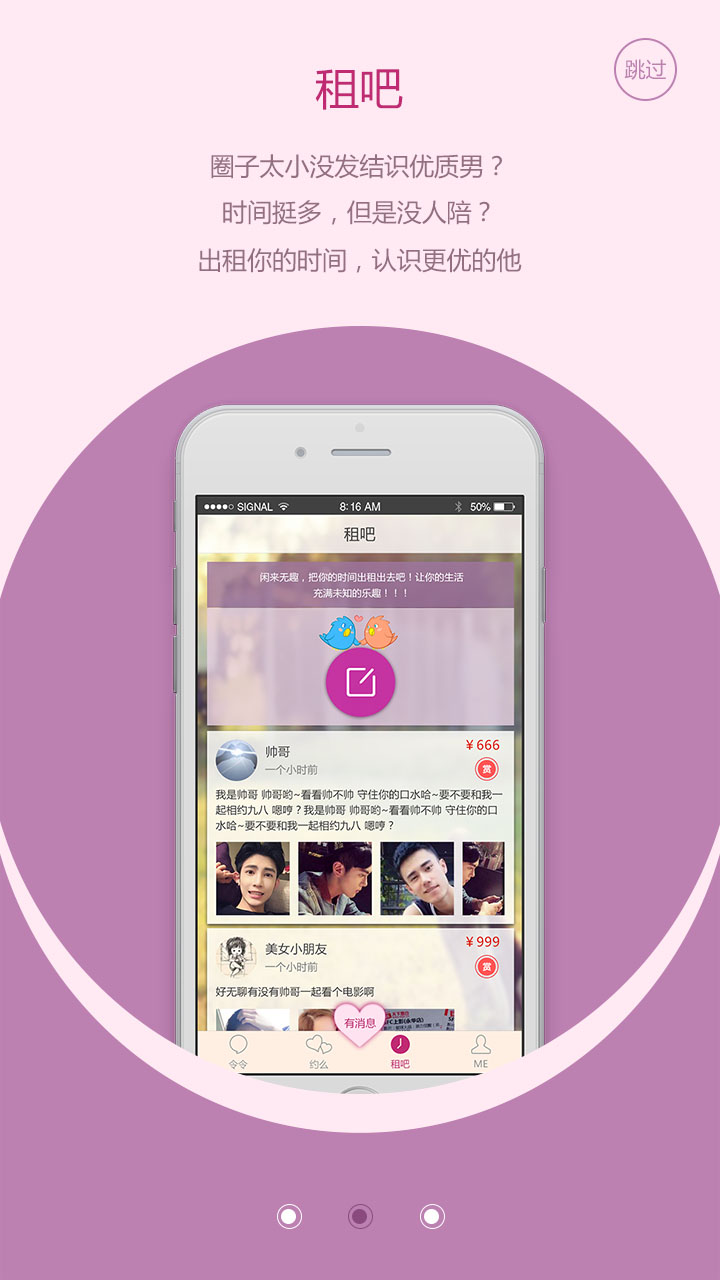 租吧
跳过
圈子太小没发结识优质男？
时间挺多，但是没人陪？
出租你的时间，认识更优的他
SIGNAL
8:16 AM
50%
租吧
闲来无趣，把你的时间出租出去吧！让你的生活
充满未知的乐趣！！！
帅哥
￥666
一个小时前
赏
我是帅哥 帅哥哟~看看帅不帅 守住你的口水哈~要不要和我一
起相约九八 嗯哼？我是帅哥 帅哥哟~看看帅不帅 守住你的口
水哈~要不要和我一起相约九八 嗯哼？
美女小朋友
￥999
一个小时前
赏
好无聊有没有帅哥一起看个电影啊
有消息
约么
租吧
ME